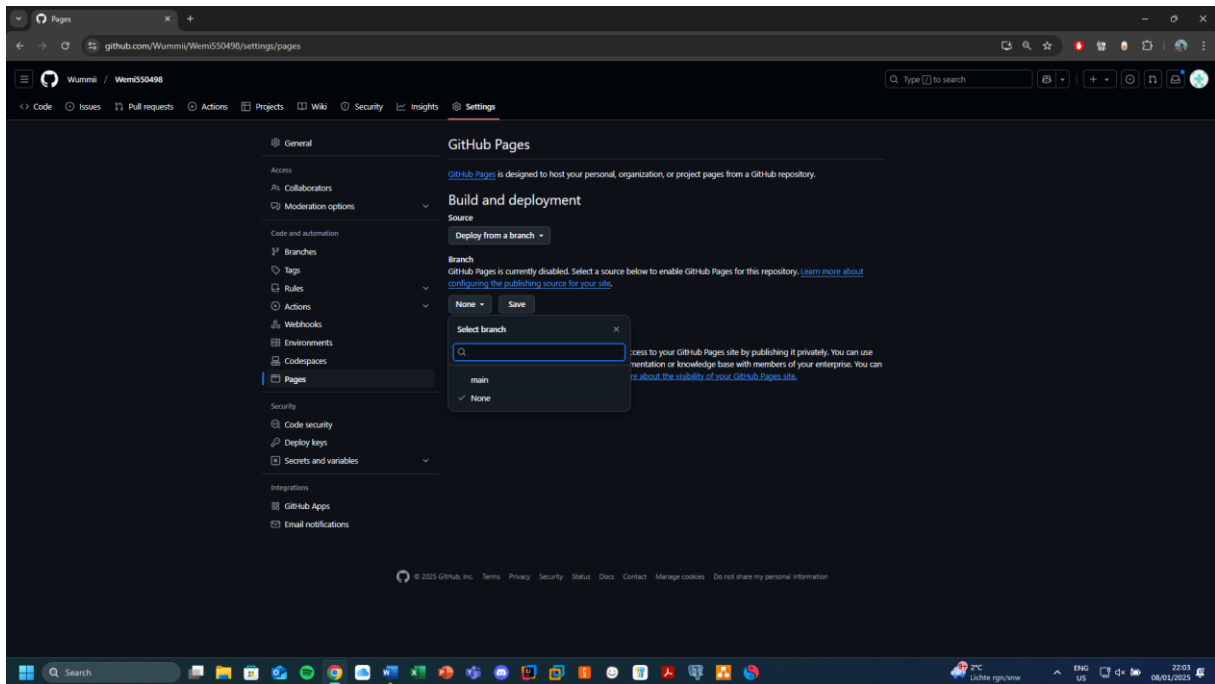 Pages
github.com/Wummii/Wemi550498/settings/pages
Wummii / Wemi550498
Type / to search
Code Issues Pull requests Actions Projects Wiki Security Insights Settings
General
Access
Collaborators
Moderation options
Code and automation
Branches
Tags
Rules
Actions
Webhooks
Environments
Codespaces
Pages
Security
Code security
Deploy keys
Secrets and variables
Integrations
GitHub Apps
Email notifications
GitHub Pages
GitHub Pages is designed to host your personal, organization, or project pages from a GitHub repository.
Build and deployment
Source
Deploy from a branch
Branch
GitHub Pages is currently disabled. Select a source below to enable GitHub Pages for this repository. Learn more about
configuring the publishing source for your site.
None Save
Select branch
main
None
ccess to your GitHub Pages site by publishing it privately. You can use
mentation or knowledge base with members of your enterprise. You can
re about the visibility of your GitHub Pages site.
© 2025 GitHub, Inc. Terms Privacy Security Status Docs Contact Manage cookies Do not share my personal information
Search
2°C
Lichte rgn/snw
ENG
US
22:03
08/01/2025